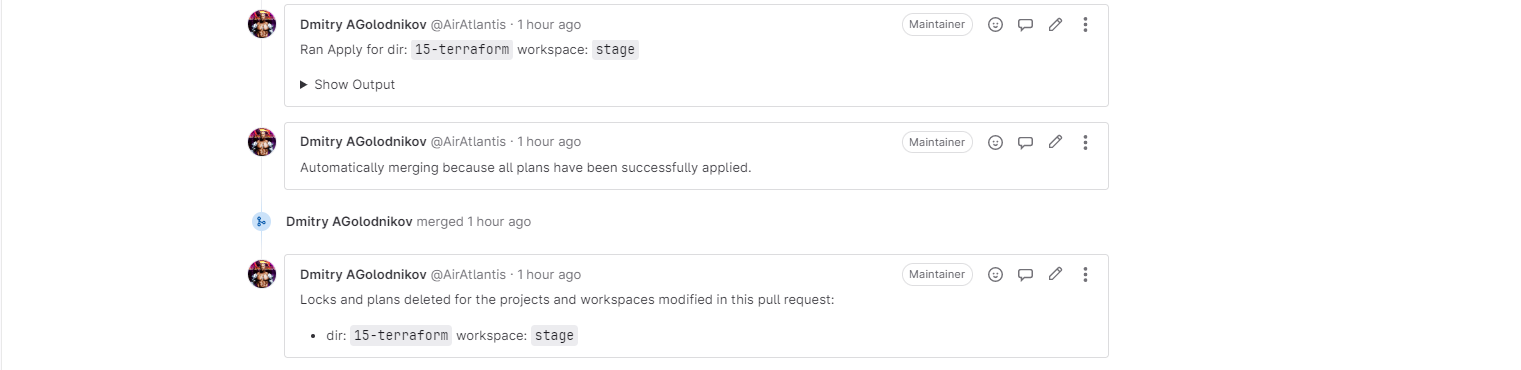 Dmitry AGolodnikov @AirAtlantis · 1 hour ago Maintainer
Ran Apply for dir: 15-terraform workspace: stage
Show Output
Dmitry AGolodnikov @AirAtlantis · 1 hour ago Maintainer
Automatically merging because all plans have been successfully applied.
Dmitry AGolodnikov merged 1 hour ago
Dmitry AGolodnikov @AirAtlantis · 1 hour ago Maintainer
Locks and plans deleted for the projects and workspaces modified in this pull request:
• dir: 15-terraform workspace: stage